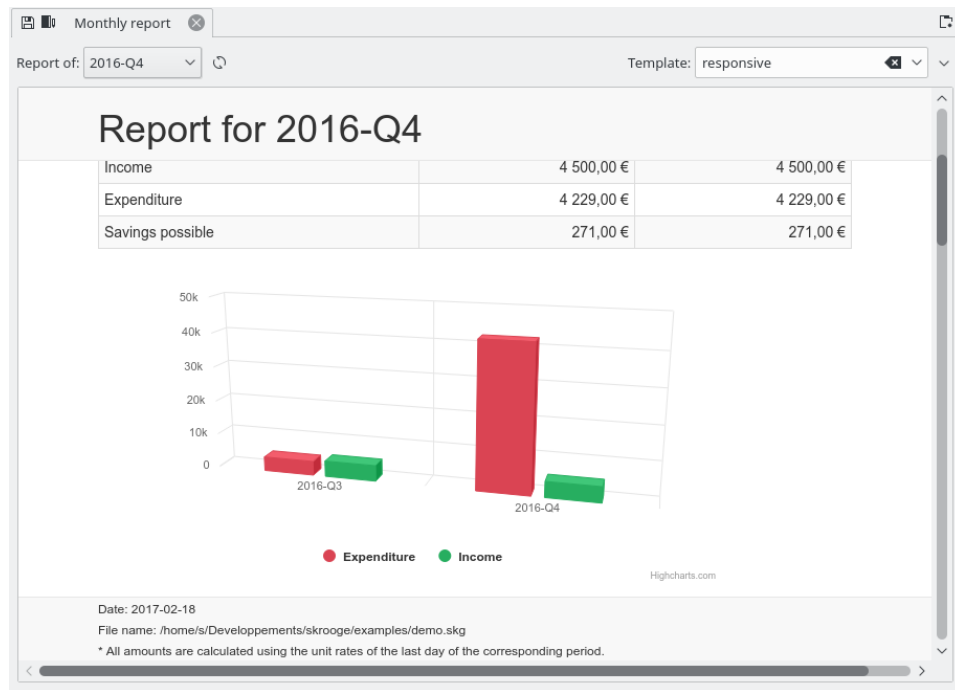 Monthly report
Report of: 2016-Q4 Template: responsive
Report for 2016-Q4
Income 4 500,00 € 4 500,00 €
Expenditure 4 229,00 € 4 229,00 €
Savings possible 271,00 € 271,00 €
50k
40k
30k
20k
10k
0
2016-Q3
2016-Q4
Expenditure Income
Highcharts.com
Date: 2017-02-18
File name: /home/s/Developpements/skrooge/examples/demo.skg
* All amounts are calculated using the unit rates of the last day of the corresponding period.